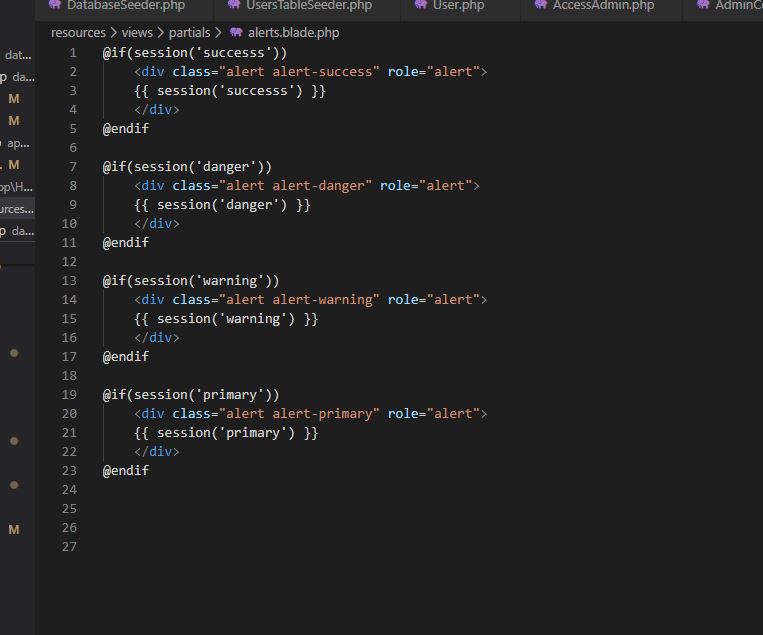 DatabaseSeeder.php UsersTableSeeder.php User.php AccessAdmin.php AdminC
resources > views > partials > alerts.blade.php
dat...
p da...
M
M
ap...
M
pp\H...
urces...
p da...
M
1 @if(session('successs'))
2 <div class="alert alert-success" role="alert">
3 {{ session('successs') }}
4 </div>
5 @endif
6
7 @if(session('danger'))
8 <div class="alert alert-danger" role="alert">
9 {{ session('danger') }}
10 </div>
11 @endif
12
13 @if(session('warning'))
14 <div class="alert alert-warning" role="alert">
15 {{ session('warning') }}
16 </div>
17 @endif
18
19 @if(session('primary'))
20 <div class="alert alert-primary" role="alert">
21 {{ session('primary') }}
22 </div>
23 @endif
24
25
26
27